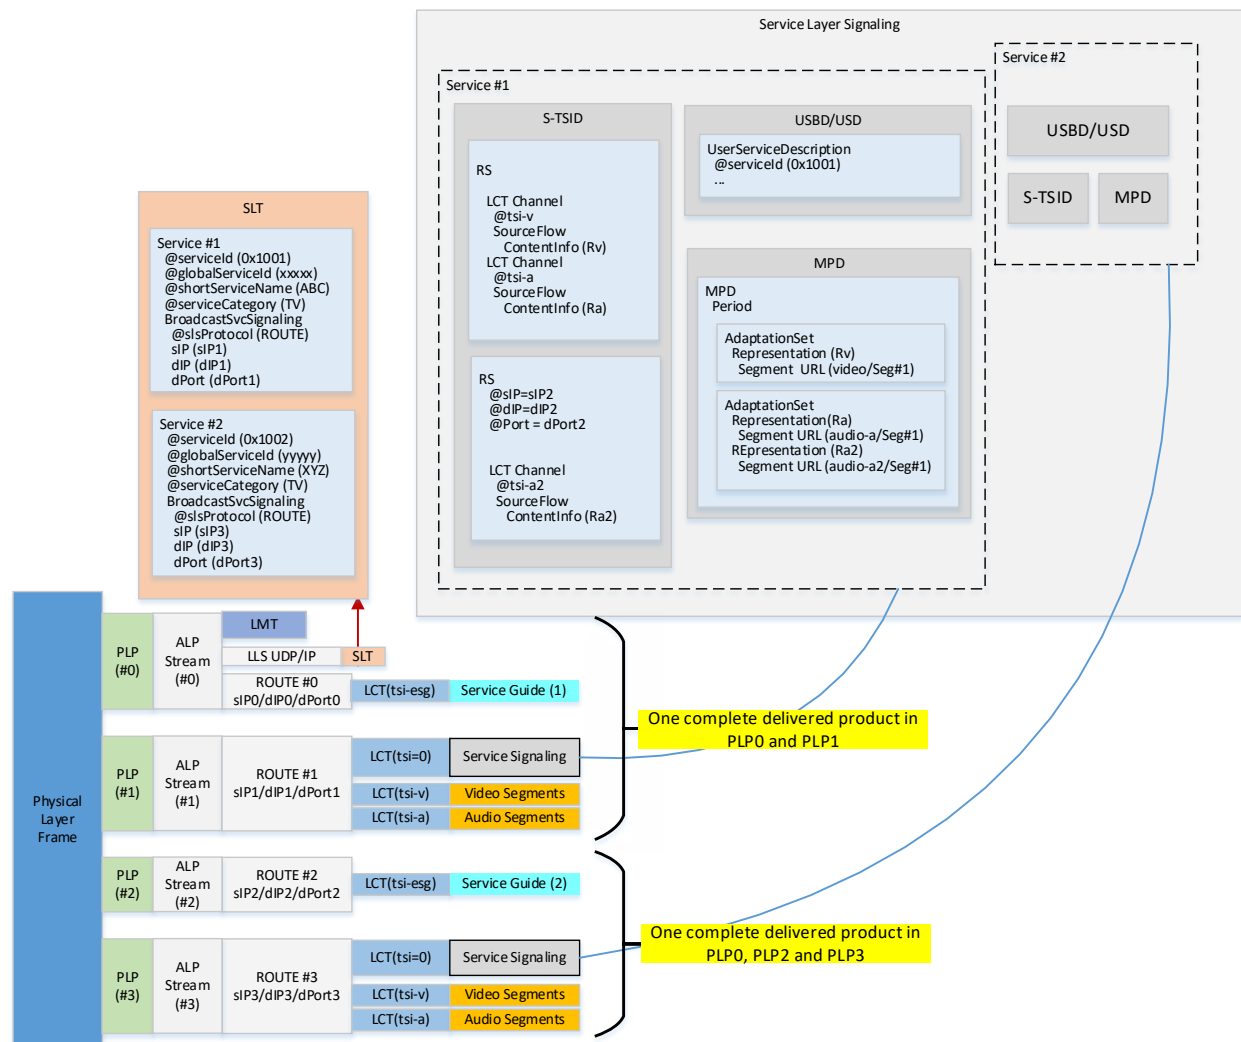 Service Layer Signaling
Service #1
S-TSID
RS
LCT Channel
@tsi-v
SourceFlow
ContentInfo (Rv)
LCT Channel
@tsi-a
SourceFlow
ContentInfo (Ra)
RS
@sIP=sIP2
@dIP=dIP2
@Port = dPort2
LCT Channel
@tsi-a2
SourceFlow
ContentInfo (Ra2)
USBD/USD
UserServiceDescription
@serviceId (0x1001)
...
MPD
MPD
Period
AdaptationSet
Representation (Rv)
Segment URL (video/Seg#1)
AdaptationSet
Representation(Ra)
Segment URL (audio-a/Seg#1)
REpresentation (Ra2)
Segment URL (audio-a2/Seg#1)
Service #2
USBD/USD
S-TSID
MPD
SLT
Service #1
@serviceId (0x1001)
@globalServiceId (xxxxx)
@shortServiceName (ABC)
@serviceCategory (TV)
BroadcastSvcSignaling
@slsProtocol (ROUTE)
sIP (sIP1)
dIP (dIP1)
dPort (dPort1)
Service #2
@serviceId (0x1002)
@globalServiceId (yyyyy)
@shortServiceName (XYZ)
@serviceCategory (TV)
BroadcastSvcSignaling
@slsProtocol (ROUTE)
sIP (sIP3)
dIP (dIP3)
dPort (dPort3)
Physical
Layer
Frame
PLP
(#0)
ALP
Stream
(#0)
LMT
LLS UDP/IP
SLT
ROUTE #0
sIP0/dIP0/dPort0
LCT(tsi-esg)
Service Guide (1)
PLP
(#1)
ALP
Stream
(#1)
ROUTE #1
sIP1/dIP1/dPort1
LCT(tsi=0)
Service Signaling
LCT(tsi-v)
Video Segments
LCT(tsi-a)
Audio Segments
One complete delivered product in
PLP0 and PLP1
PLP
(#2)
ALP
Stream
(#2)
ROUTE #2
sIP2/dIP2/dPort2
LCT(tsi-esg)
Service Guide (2)
PLP
(#3)
ALP
Stream
(#3)
ROUTE #3
sIP3/dIP3/dPort3
LCT(tsi=0)
Service Signaling
LCT(tsi-v)
Video Segments
LCT(tsi-a)
Audio Segments
One complete delivered product in
PLP0, PLP2 and PLP3